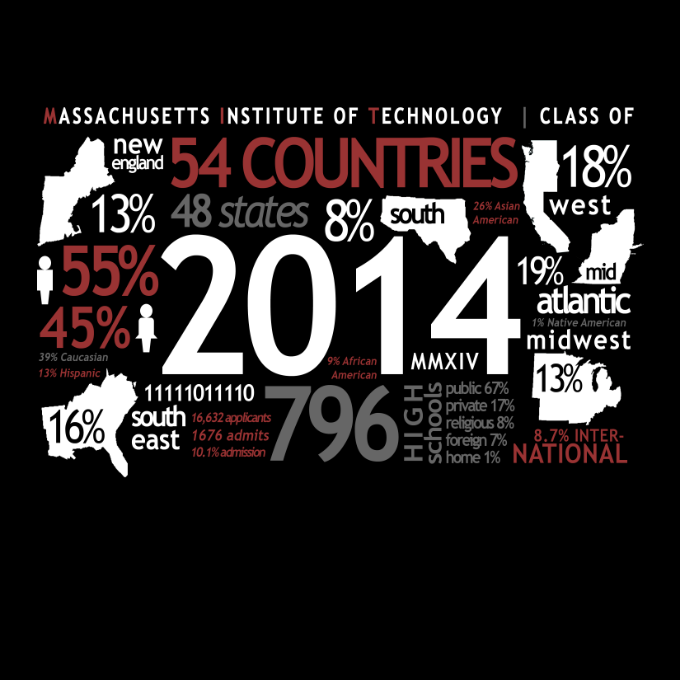 MASSACHUSETTS INSTITUTE OF TECHNOLOGY | CLASS OF
new
england
54 COUNTRIES
18%
west
13%
48 states
8%
south
26% Asian
American
55%
45%
2014
MMXIV
19%
mid
atlantic
1% Native American
midwest
13%
39% Caucasian
13% Hispanic
9% African
American
16%
south
east
11111011110
16,632 applicants
1676 admits
10.1% admission
796
HIGH
schools
public 67%
private 17%
religious 8%
foreign 7%
home 1%
8.7% INTER-
NATIONAL